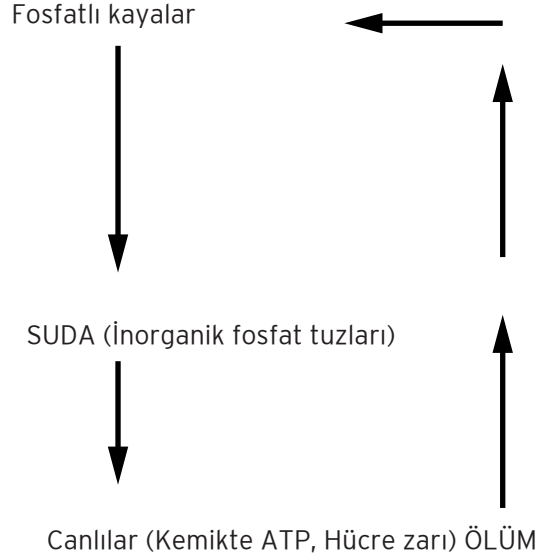 Fosfatlı kayalar
SUDA (İnorganik fosfat tuzları)
Canlılar (Kemikte ATP, Hücre zarı) ÖLÜM